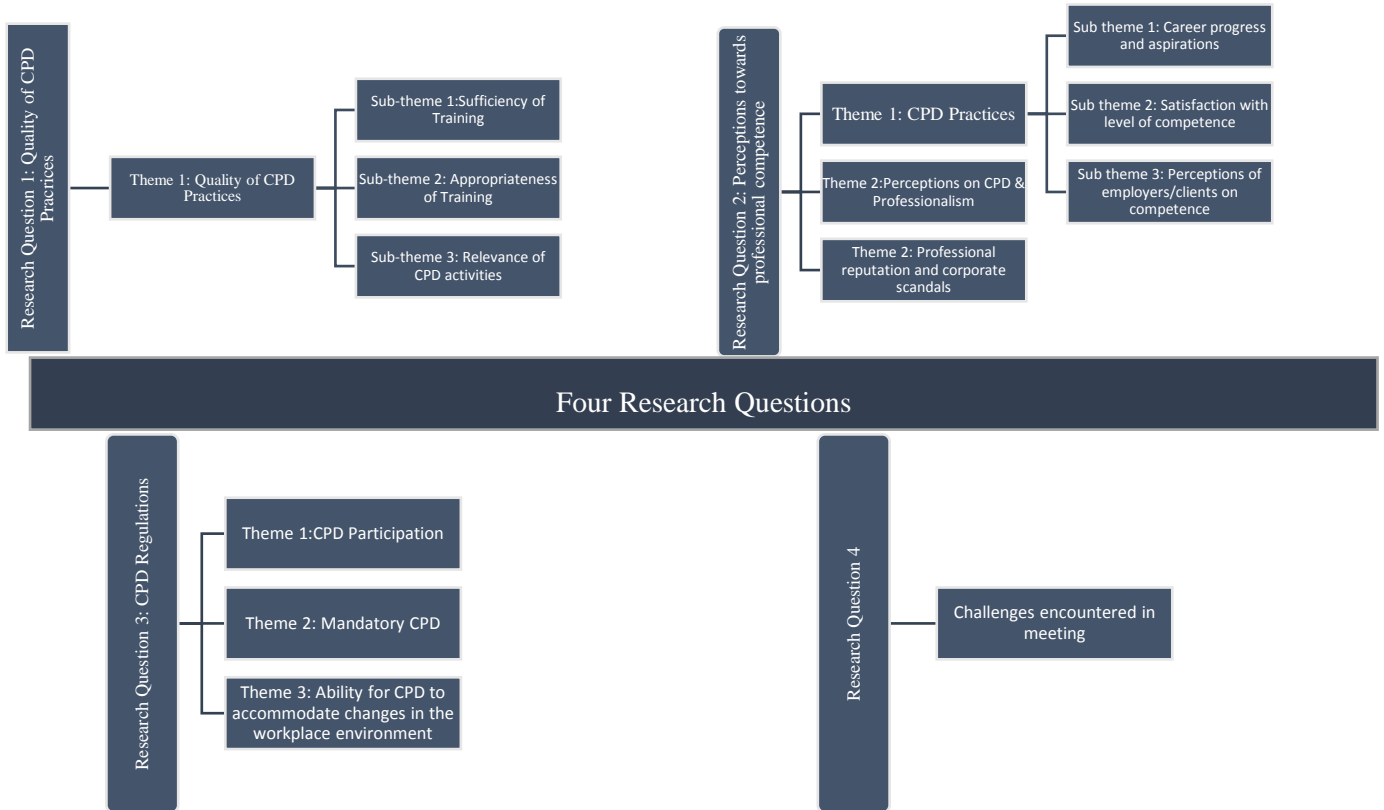 Research Question 1: Quality of CPD
Pracrices
Theme 1: Quality of CPD
Practices
Sub-theme 1:Sufficiency of
Training
Sub-theme 2: Appropriateness
of Training
Sub-theme 3: Relevance of
CPD activities
Research Question 2: Perceptions towards
professional competence
Theme 1: CPD Practices
Sub theme 1: Career progress
and aspirations
Sub theme 2: Satisfaction with
level of competence
Sub theme 3: Perceptions of
employers/clients on
competence
Theme 2:Perceptions on CPD &
Professionalism
Theme 2: Professional
reputation and corporate
scandals
Four Research Questions
Research Question 3: CPD Regulations
Theme 1:CPD Participation
Theme 2: Mandatory CPD
Theme 3: Ability for CPD to
accommodate changes in the
workplace environment
Research Question 4
Challenges encountered in
meeting